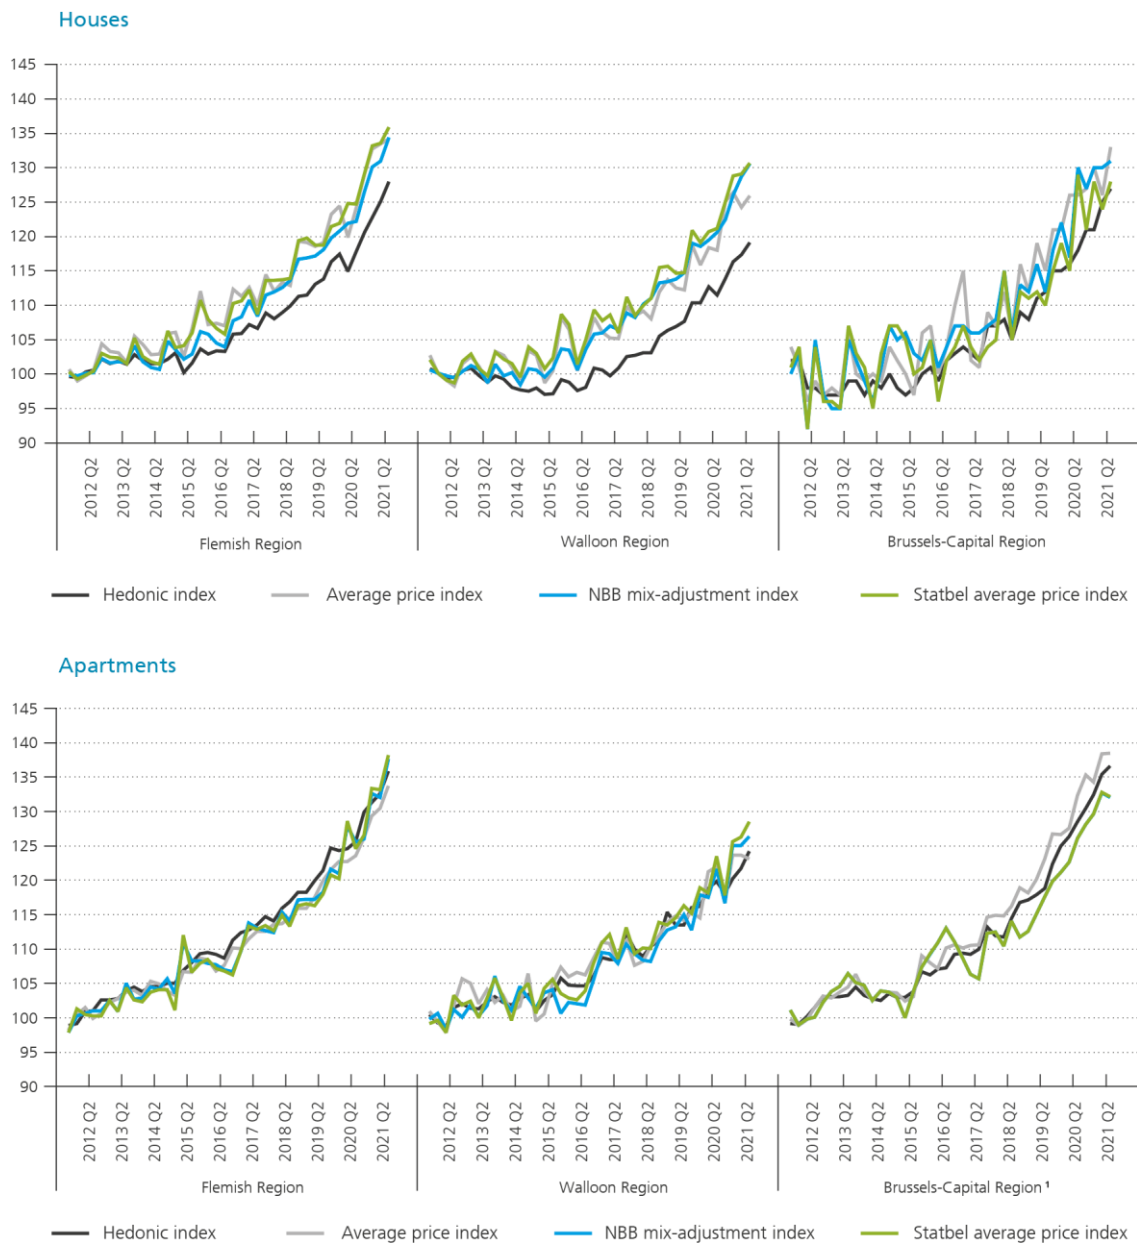 Houses
145
140
135
130
125
120
115
110
105
100
95
90
2012 Q2
2013 Q2
2014 Q2
2015 Q2
2016 Q2
2017 Q2
2018 Q2
2019 Q2
2020 Q2
2021 Q2
2012 Q2
2013 Q2
2014 Q2
2015 Q2
2016 Q2
2017 Q2
2018 Q2
2019 Q2
2020 Q2
2021 Q2
2012 Q2
2013 Q2
2014 Q2
2015 Q2
2016 Q2
2017 Q2
2018 Q2
2019 Q2
2020 Q2
2021 Q2
Flemish Region
Walloon Region
Brussels-Capital Region
Hedonic index
Average price index
NBB mix-adjustment index
Statbel average price index
Apartments
145
140
135
130
125
120
115
110
105
100
95
90
2012 Q2
2013 Q2
2014 Q2
2015 Q2
2016 Q2
2017 Q2
2018 Q2
2019 Q2
2020 Q2
2021 Q2
2012 Q2
2013 Q2
2014 Q2
2015 Q2
2016 Q2
2017 Q2
2018 Q2
2019 Q2
2020 Q2
2021 Q2
2012 Q2
2013 Q2
2014 Q2
2015 Q2
2016 Q2
2017 Q2
2018 Q2
2019 Q2
2020 Q2
2021 Q2
Flemish Region
Walloon Region
Brussels-Capital Region ¹
Hedonic index
Average price index
NBB mix-adjustment index
Statbel average price index